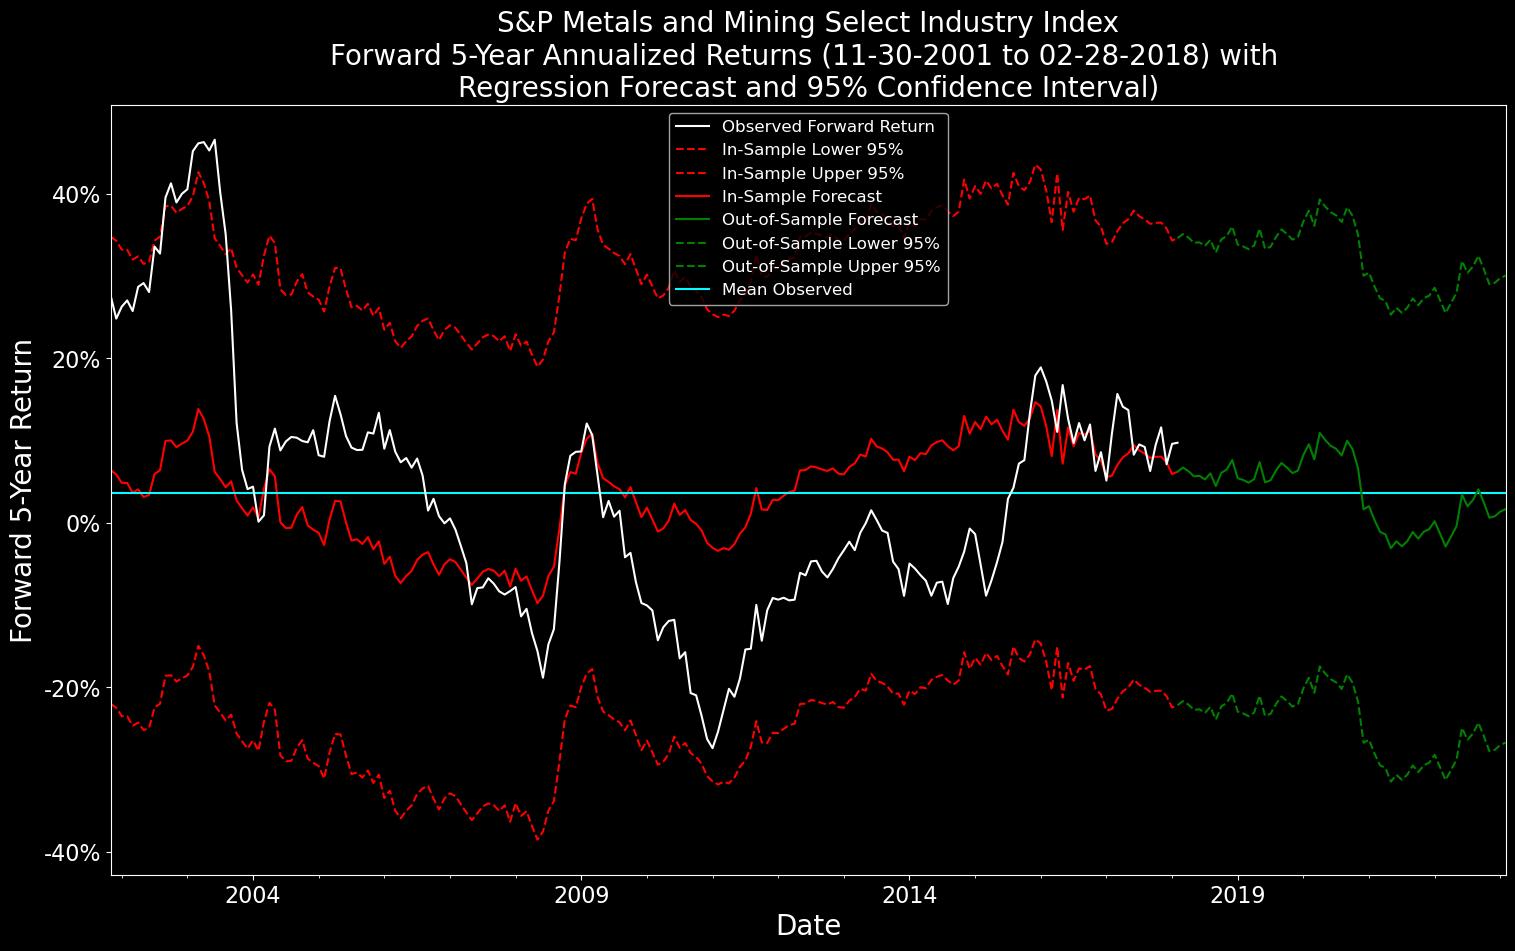 S&P Metals and Mining Select Industry Index
Forward 5-Year Annualized Returns (11-30-2001 to 02-28-2018) with
Regression Forecast and 95% Confidence Interval)
Observed Forward Return
In-Sample Lower 95%
In-Sample Upper 95%
In-Sample Forecast
Out-of-Sample Forecast
Out-of-Sample Lower 95%
Out-of-Sample Upper 95%
Mean Observed
Forward 5-Year Return
40%
20%
0%
-20%
-40%
2004
2009
2014
2019
Date